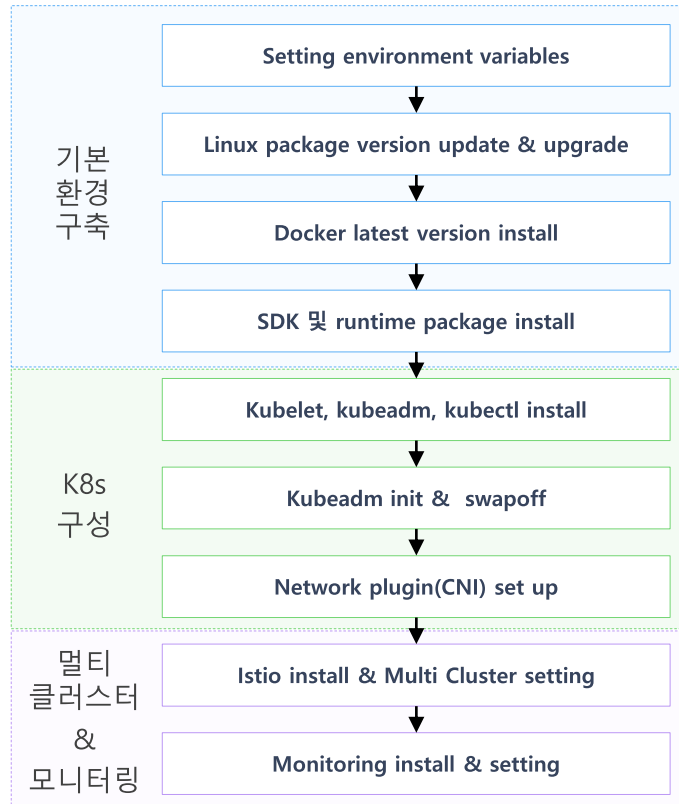 Setting environment variables
Linux package version update & upgrade
기본
환경
구축
Docker latest version install
SDK 및 runtime package install
Kubelet, kubeadm, kubectl install
K8s
구성
Kubeadm init & swapoff
Network plugin(CNI) set up
멀티
클러스터
&
모니터링
Istio install & Multi Cluster setting
Monitoring install & setting